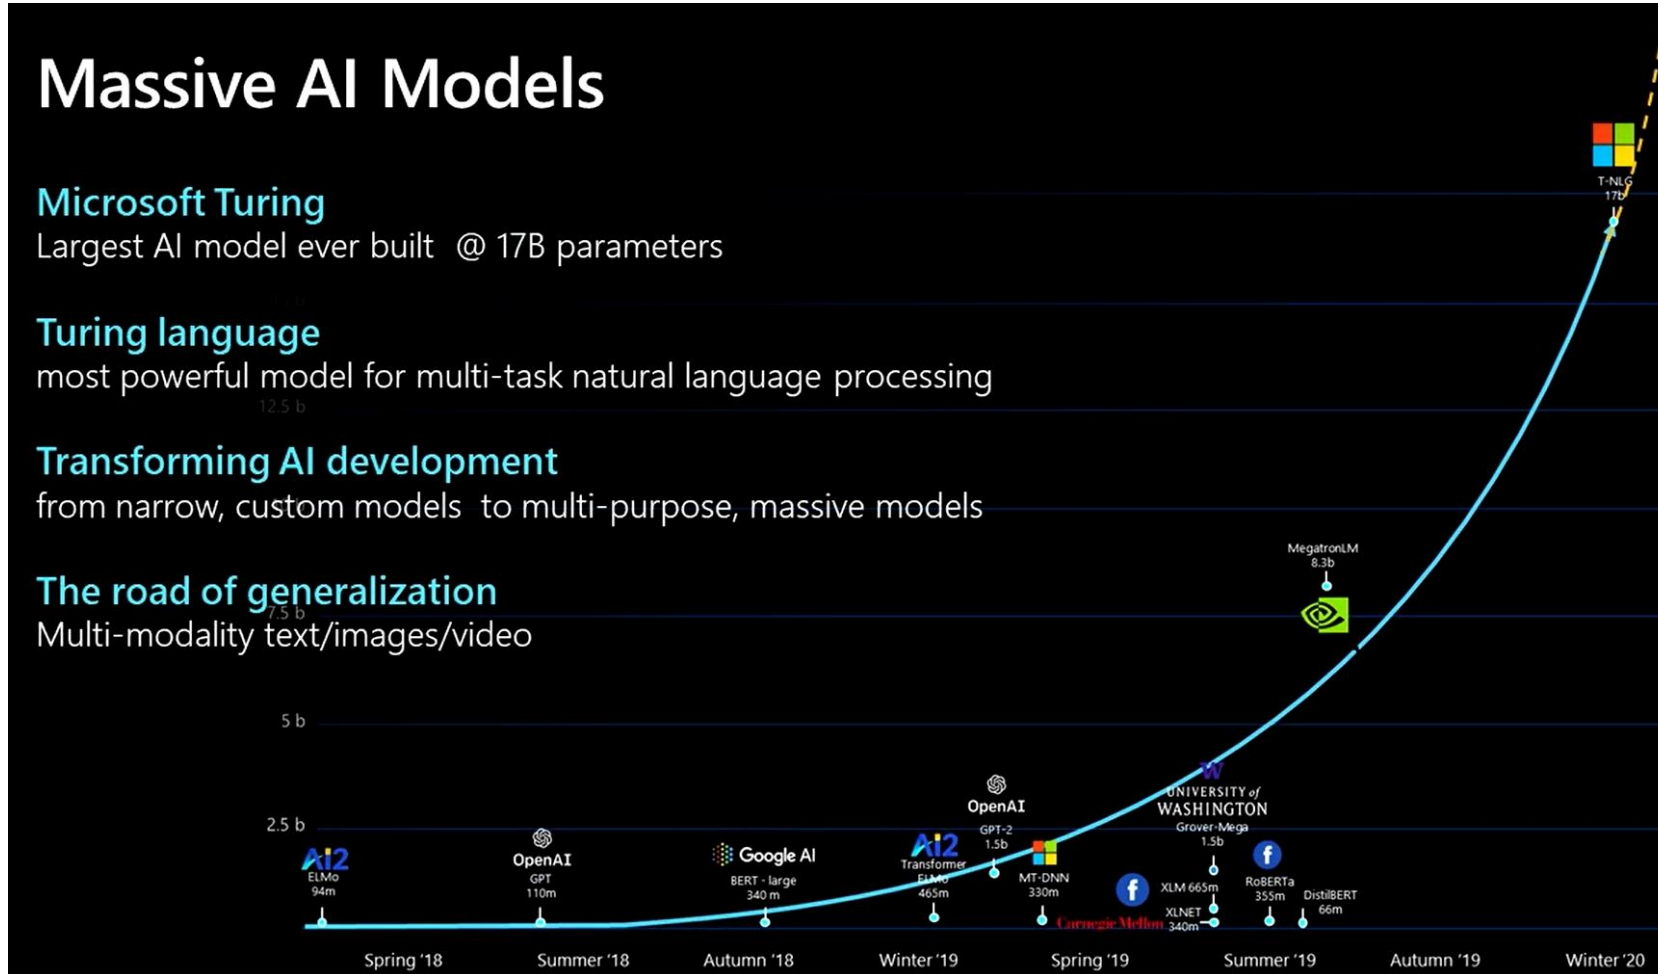 Massive AI Models
Microsoft Turing
Largest AI model ever built @ 17B parameters
Turing language
most powerful model for multi-task natural language processing
12.5 b
Transforming AI development
from narrow, custom models to multi-purpose, massive models
The road of generalization
7.5 b
Multi-modality text/images/video
5 b
2.5 b
T-NLG
17b
MegatronLM
8.3b
Ai2
ELMo
94m
OpenAI
GPT
110m
Google AI
BERT - large
340 m
Ai2
Transformer
ELMo
465m
OpenAI
GPT-2
1.5b
MT-DNN
330m
W
UNIVERSITY of
WASHINGTON
Grover-Mega
1.5b
f
XLM 665m
Carnegie Mellon
XLNET
340m
f
RoBERTa
355m
DistilBERT
66m
Spring '18
Summer '18
Autumn '18
Winter '19
Spring '19
Summer '19
Autumn '19
Winter '20